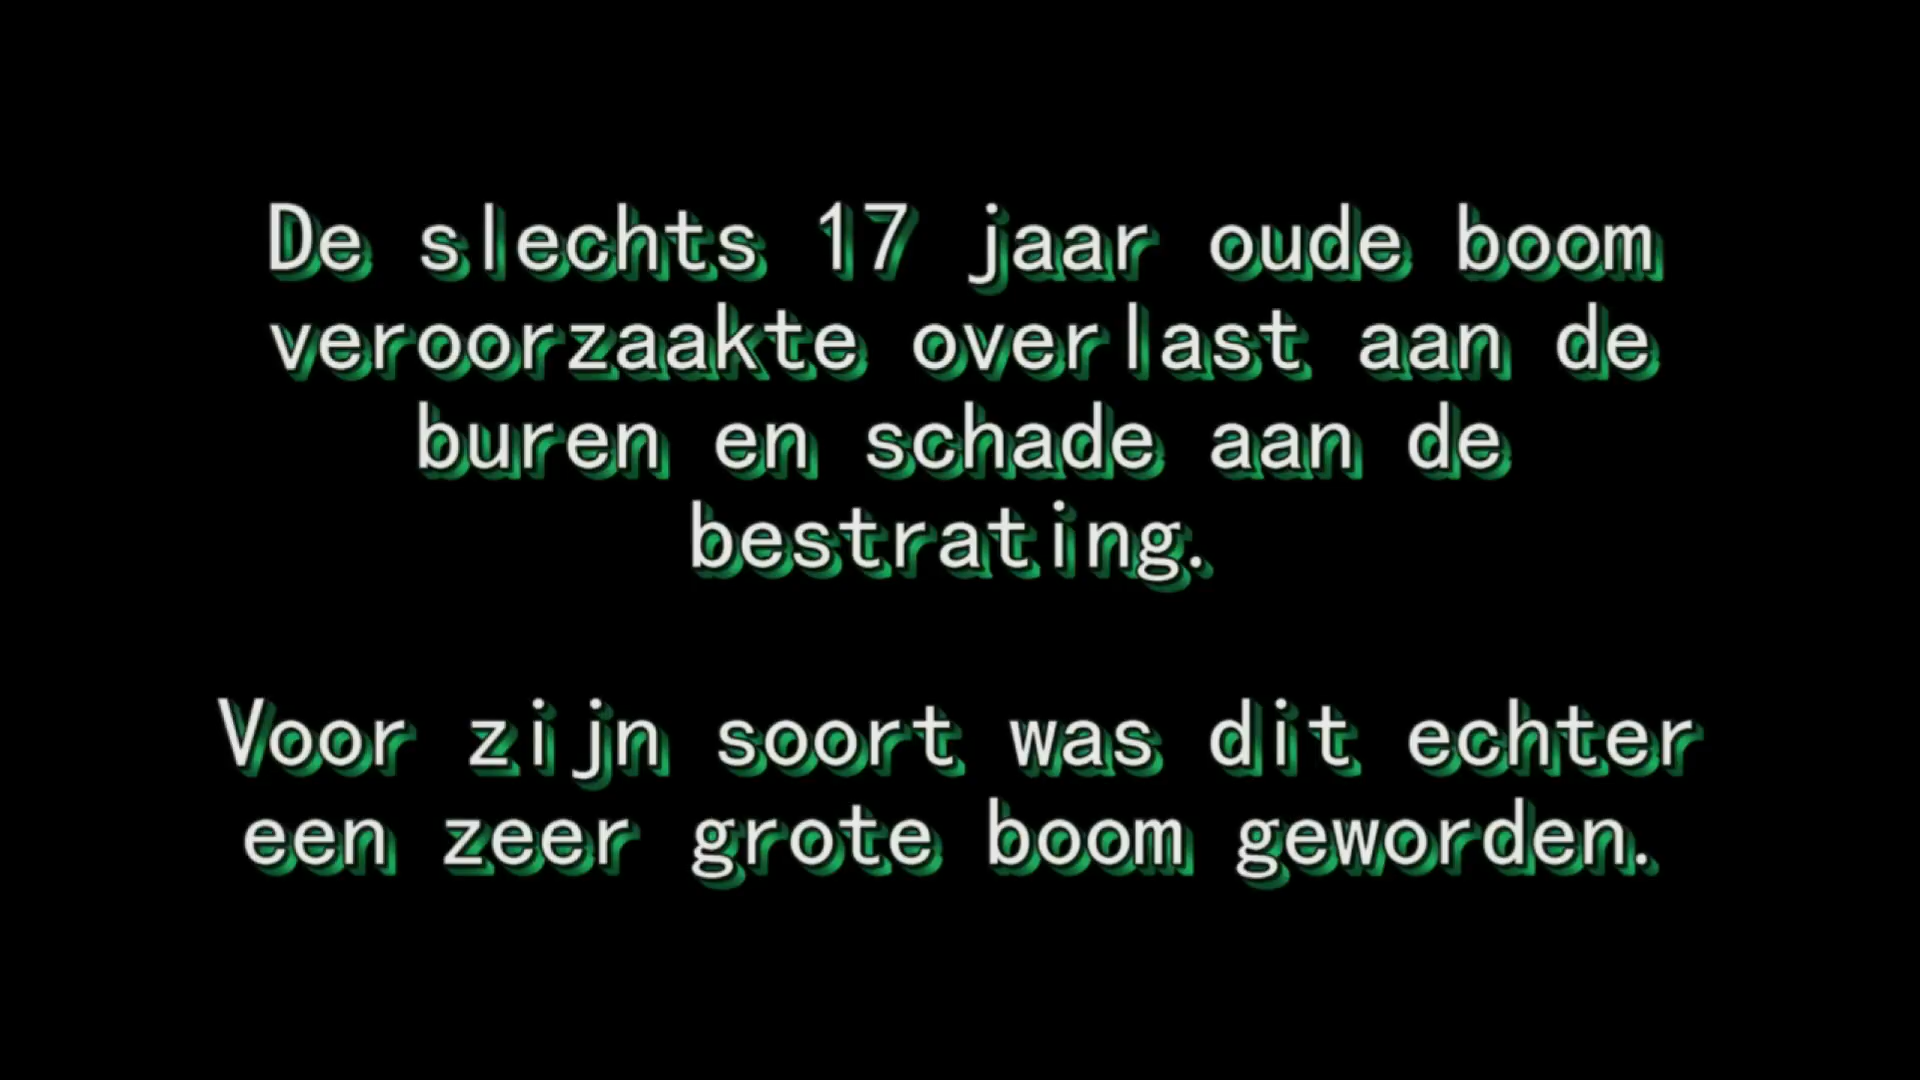 De slechts 17 jaar oude boom
veroorzaakte overlast aan de
buren en schade aan de
bestrating.
Voor zijn soort was dit echter
een zeer grote boom geworden.